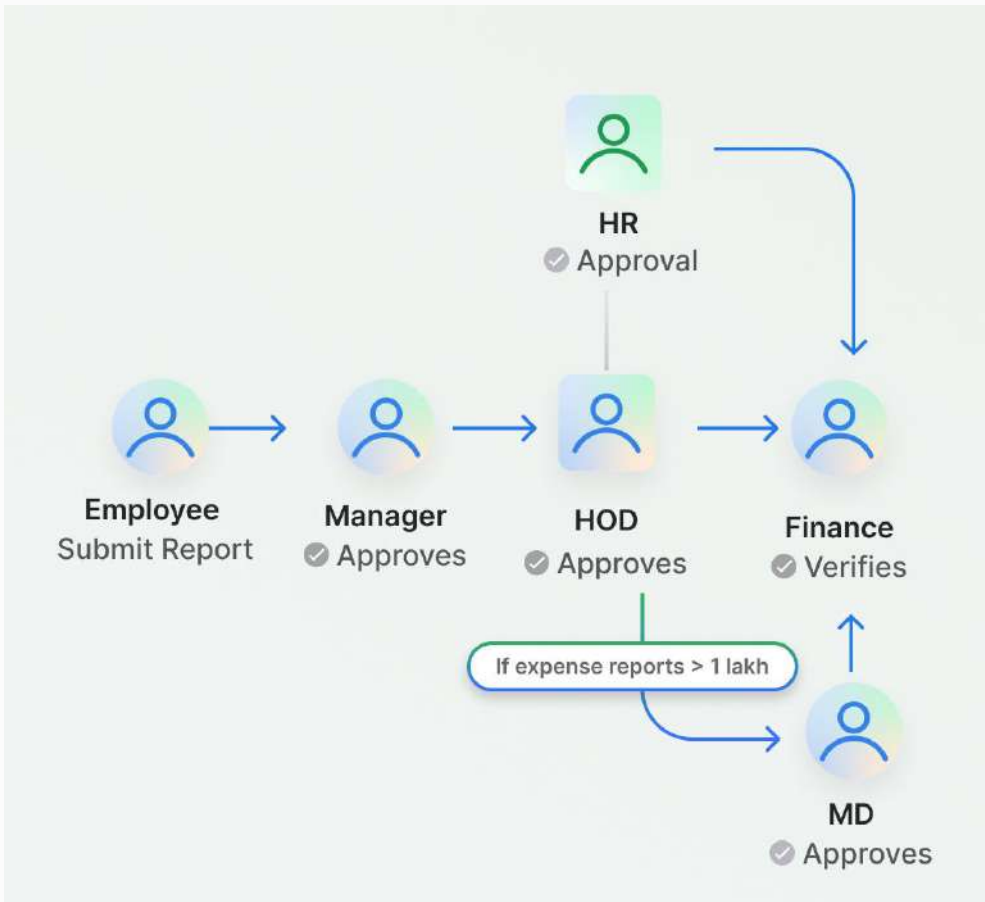 HR
Approval
Employee
Submit Report
Manager
Approves
HOD
Approves
Finance
Verifies
If expense reports > 1 lakh
MD
Approves